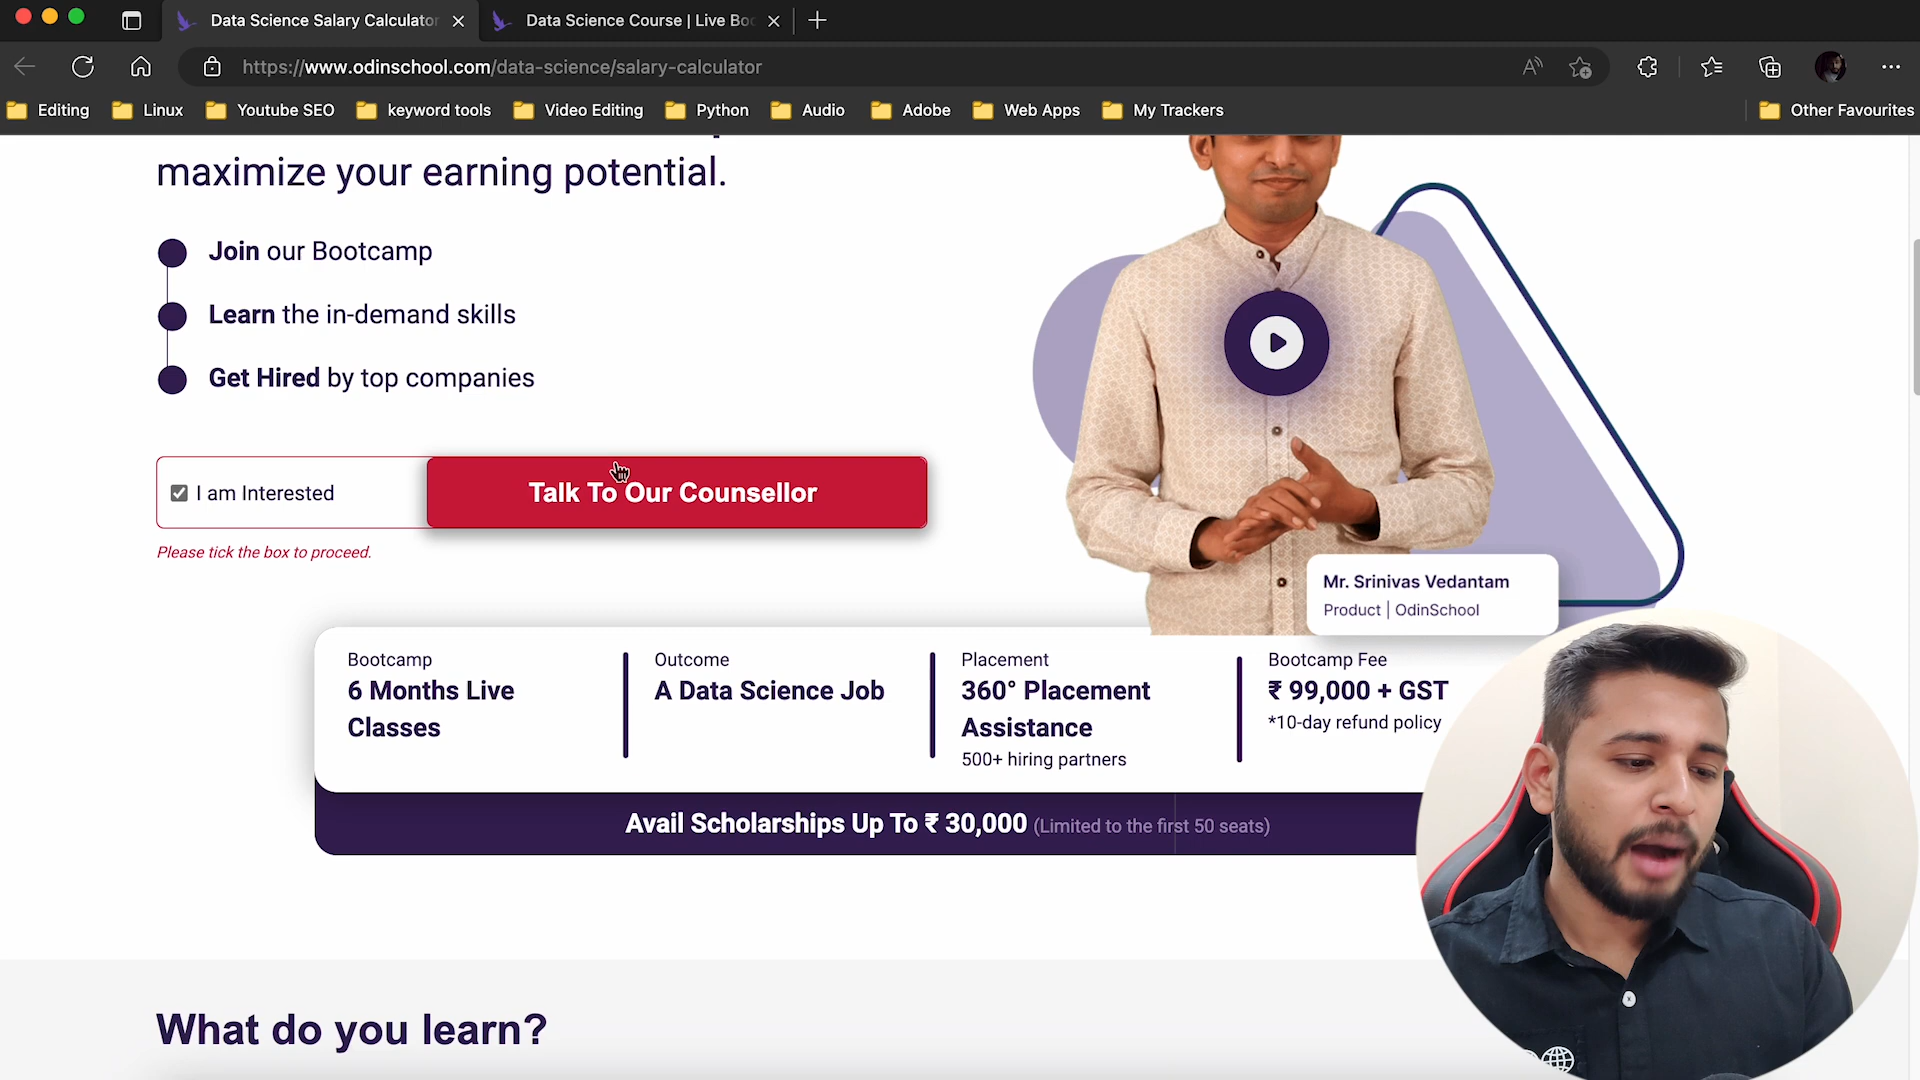 Data Science Salary Calculator
Data Science Course | Live Boo
https://www.odinschool.com/data-science/salary-calculator
Editing
Linux
Youtube SEO
keyword tools
Video Editing
Python
Audio
Adobe
Web Apps
My Trackers
Other Favourites
maximize your earning potential.
Join our Bootcamp
Learn the in-demand skills
Get Hired by top companies
I am Interested
Talk To Our Counsellor
Please tick the box to proceed.
Mr. Srinivas Vedantam
Product | OdinSchool
Bootcamp
6 Months Live
Classes
Outcome
A Data Science Job
Placement
360° Placement
Assistance
500+ hiring partners
Bootcamp Fee
₹ 99,000 + GST
*10-day refund policy
Avail Scholarships Up To ₹ 30,000 (Limited to the first 50 seats)
What do you learn?